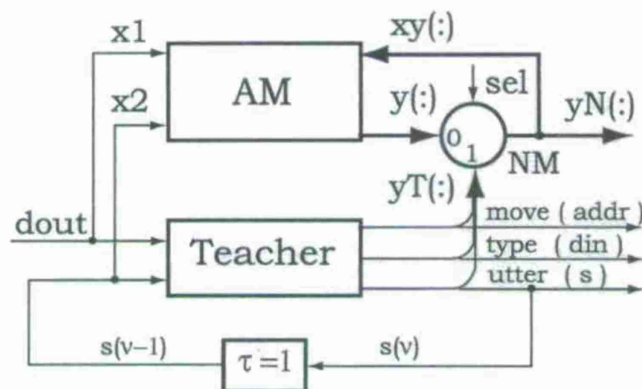 x1
xy(:)
AM
sel
x2
y(:)
yN(:)
0
1
NM
yT(:)
move ( addr )
dout
Teacher
type ( din )
utter ( s )
s(ν−1)
τ=1
s(ν)